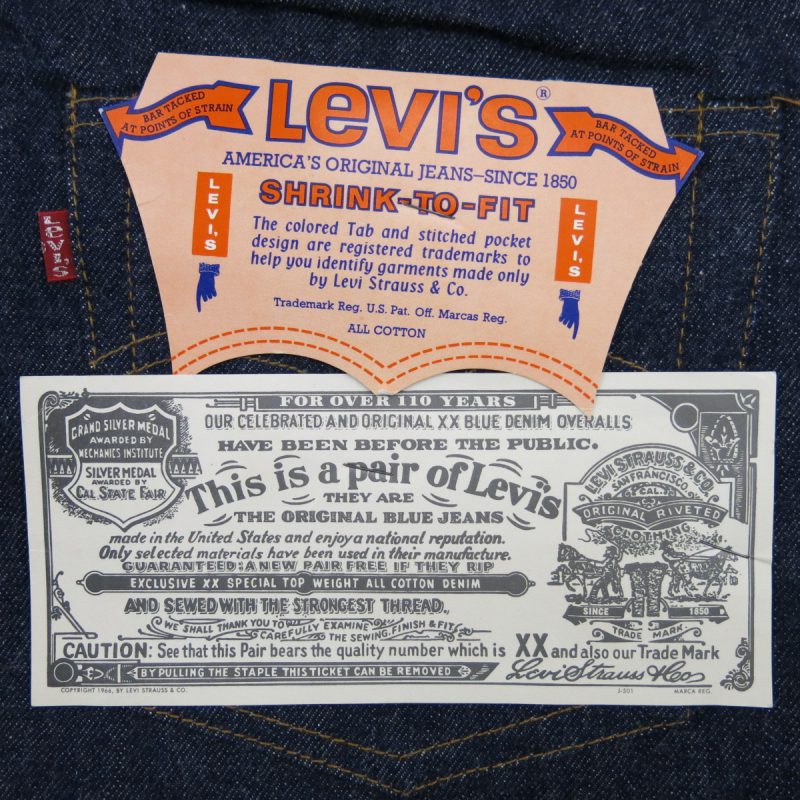 LEVI'S®
BAR TACKED
AT POINTS OF STRAIN
BAR TACKED
AT POINTS OF STRAIN
AMERICA'S ORIGINAL JEANS-SINCE 1850
SHRINK-TO-FIT
LEVI'S
LEVI'S
The colored Tab and stitched pocket
design are registered trademarks to
help you identify garments made only
by Levi Strauss & Co.
Trademark Reg. U.S. Pat. Off. Marcas Reg.
ALL COTTON
LEVI'S
FOR OVER 110 YEARS
OUR CELEBRATED AND ORIGINAL XX BLUE DENIM OVERALLS
HAVE BEEN BEFORE THE PUBLIC.
This is a pair of Levi's
THEY ARE
THE ORIGINAL BLUE JEANS
made in the United States and enjoy a national reputation.
Only selected materials have been used in their manufacture.
GUARANTEED: A NEW PAIR FREE IF THEY RIP
EXCLUSIVE XX SPECIAL TOP WEIGHT ALL COTTON DENIM
AND SEWED WITH THE STRONGEST THREAD.
WE SHALL THANK YOU TO
CAREFULLY EXAMINE
THE SEWING, FINISH & FIT
GRAND SILVER MEDAL
AWARDED BY
MECHANICS INSTITUTE
SILVER MEDAL
AWARDED BY
CAL STATE FAIR
LEVI STRAUSS & CO.
SAN FRANCISCO
CAL.
ORIGINAL RIVETED
CLOTHING
SINCE 1850
TRADE MARK
CAUTION: See that this Pair bears the quality number which is XX and also our Trade Mark
Levi Strauss & Co
BY PULLING THE STAPLE THIS TICKET CAN BE REMOVED
COPYRIGHT 1966, BY LEVI STRAUSS & CO. J-501 MARCA REG.